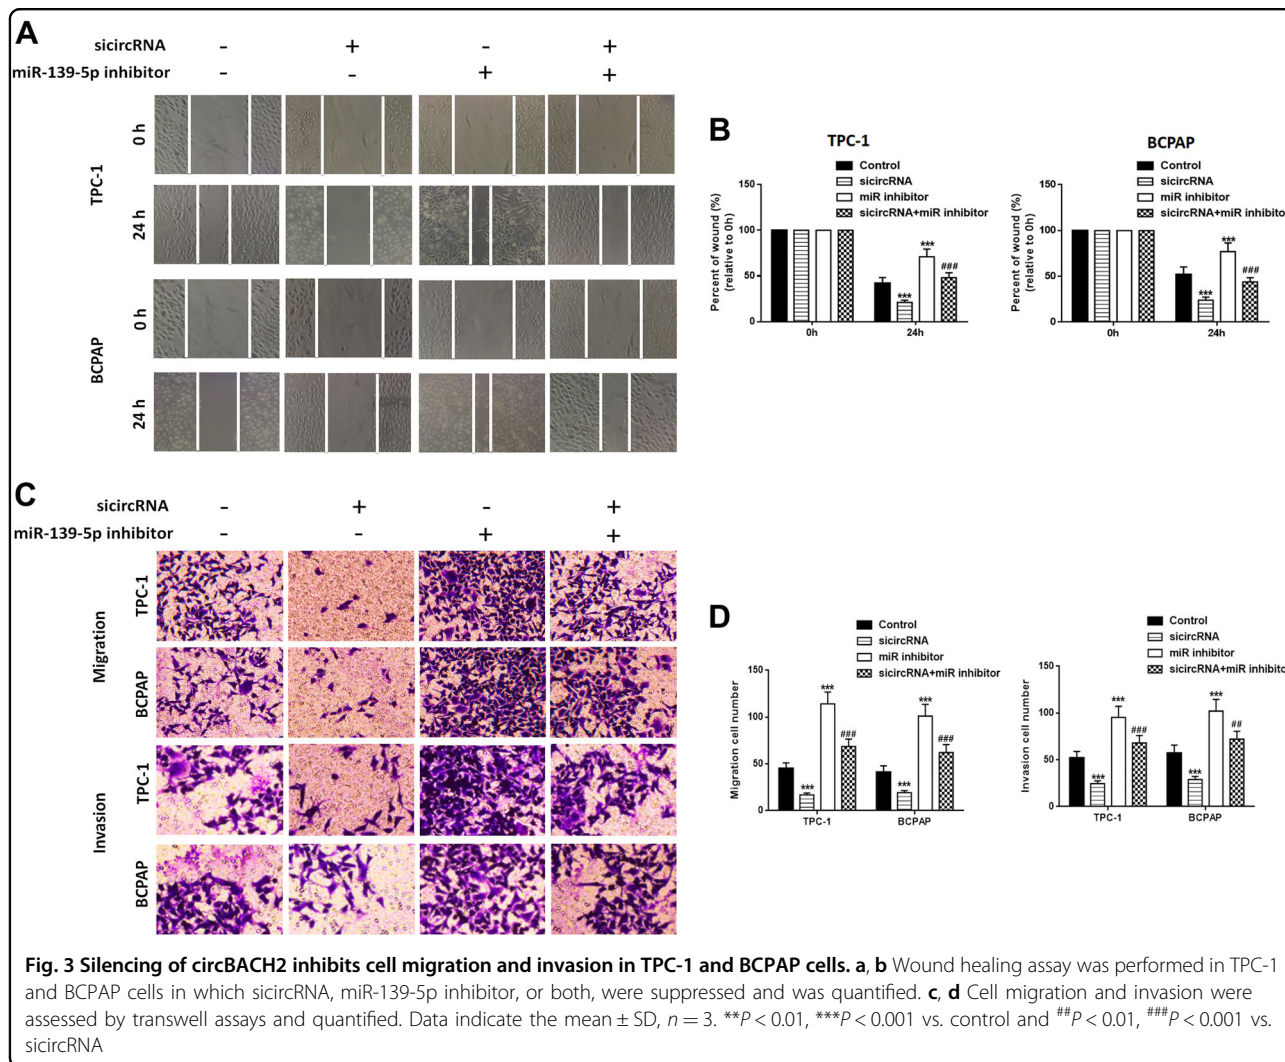 A
sicircRNA - + - +
miR-139-5p inhibitor - - + +
TPC-1
0 h
24 h
BCPAP
0 h
24 h
B
TPC-1
Control
sicircRNA
miR inhibitor
sicircRNA+miR inhibitor
Percent of wound (%)
(relative to 0h)
150
100
50
0
***
***
###
0h 24h
BCPAP
Control
sicircRNA
miR inhibitor
sicircRNA+miR inhibitor
Percent of wound (%)
(relative to 0h)
150
100
50
0
***
***
###
0h 24h
C
sicircRNA - + - +
miR-139-5p inhibitor - - + +
Migration
TPC-1
BCPAP
Invasion
TPC-1
BCPAP
D
Control
sicircRNA
miR inhibitor
sicircRNA+miR inhibitor
Migration cell number
150
100
50
0
***
***
###
***
***
###
TPC-1 BCPAP
Control
sicircRNA
miR inhibitor
sicircRNA+miR inhibito
Invasion cell number
150
100
50
0
***
***
###
***
***
##
TPC-1 BCPAP
Fig. 3 Silencing of circBACH2 inhibits cell migration and invasion in TPC-1 and BCPAP cells. a, b Wound healing assay was performed in TPC-1
and BCPAP cells in which sicircRNA, miR-139-5p inhibitor, or both, were suppressed and was quantified. c, d Cell migration and invasion were
assessed by transwell assays and quantified. Data indicate the mean ± SD, n = 3. **P < 0.01, ***P < 0.001 vs. control and ##P < 0.01, ###P < 0.001 vs.
sicircRNA